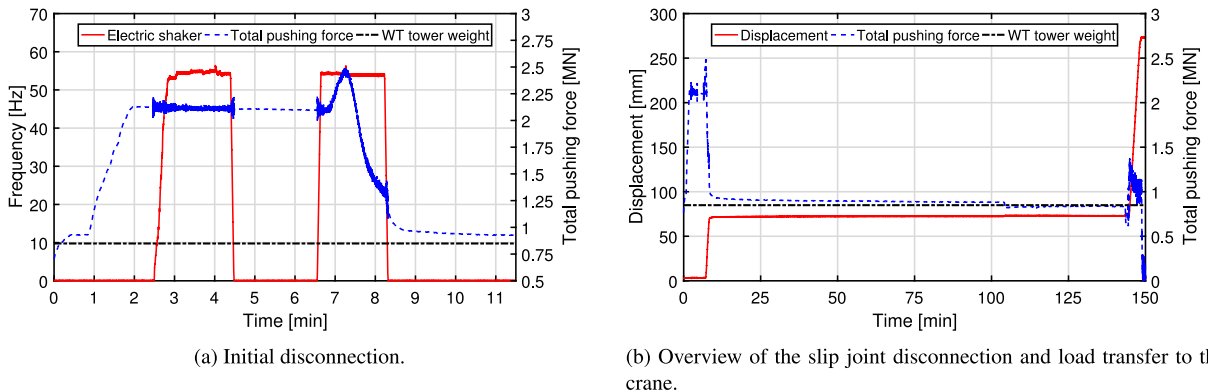 70
60
50
40
30
20
10
0
Frequency [Hz]
Electric shaker
Total pushing force
WT tower weight
3
2.75
2.5
2.25
2
1.75
1.5
1.25
1
0.75
0.5
Total pushing force [MN]
0 1 2 3 4 5 6 7 8 9 10 11
Time [min]
(a) Initial disconnection.
300
250
200
150
100
50
0
Displacement [mm]
Displacement
Total pushing force
WT tower weight
3
2.5
2
1.5
1
0.5
0
Total pushing force [MN]
0 25 50 75 100 125 150
Time [min]
(b) Overview of the slip joint disconnection and load transfer to th
crane.